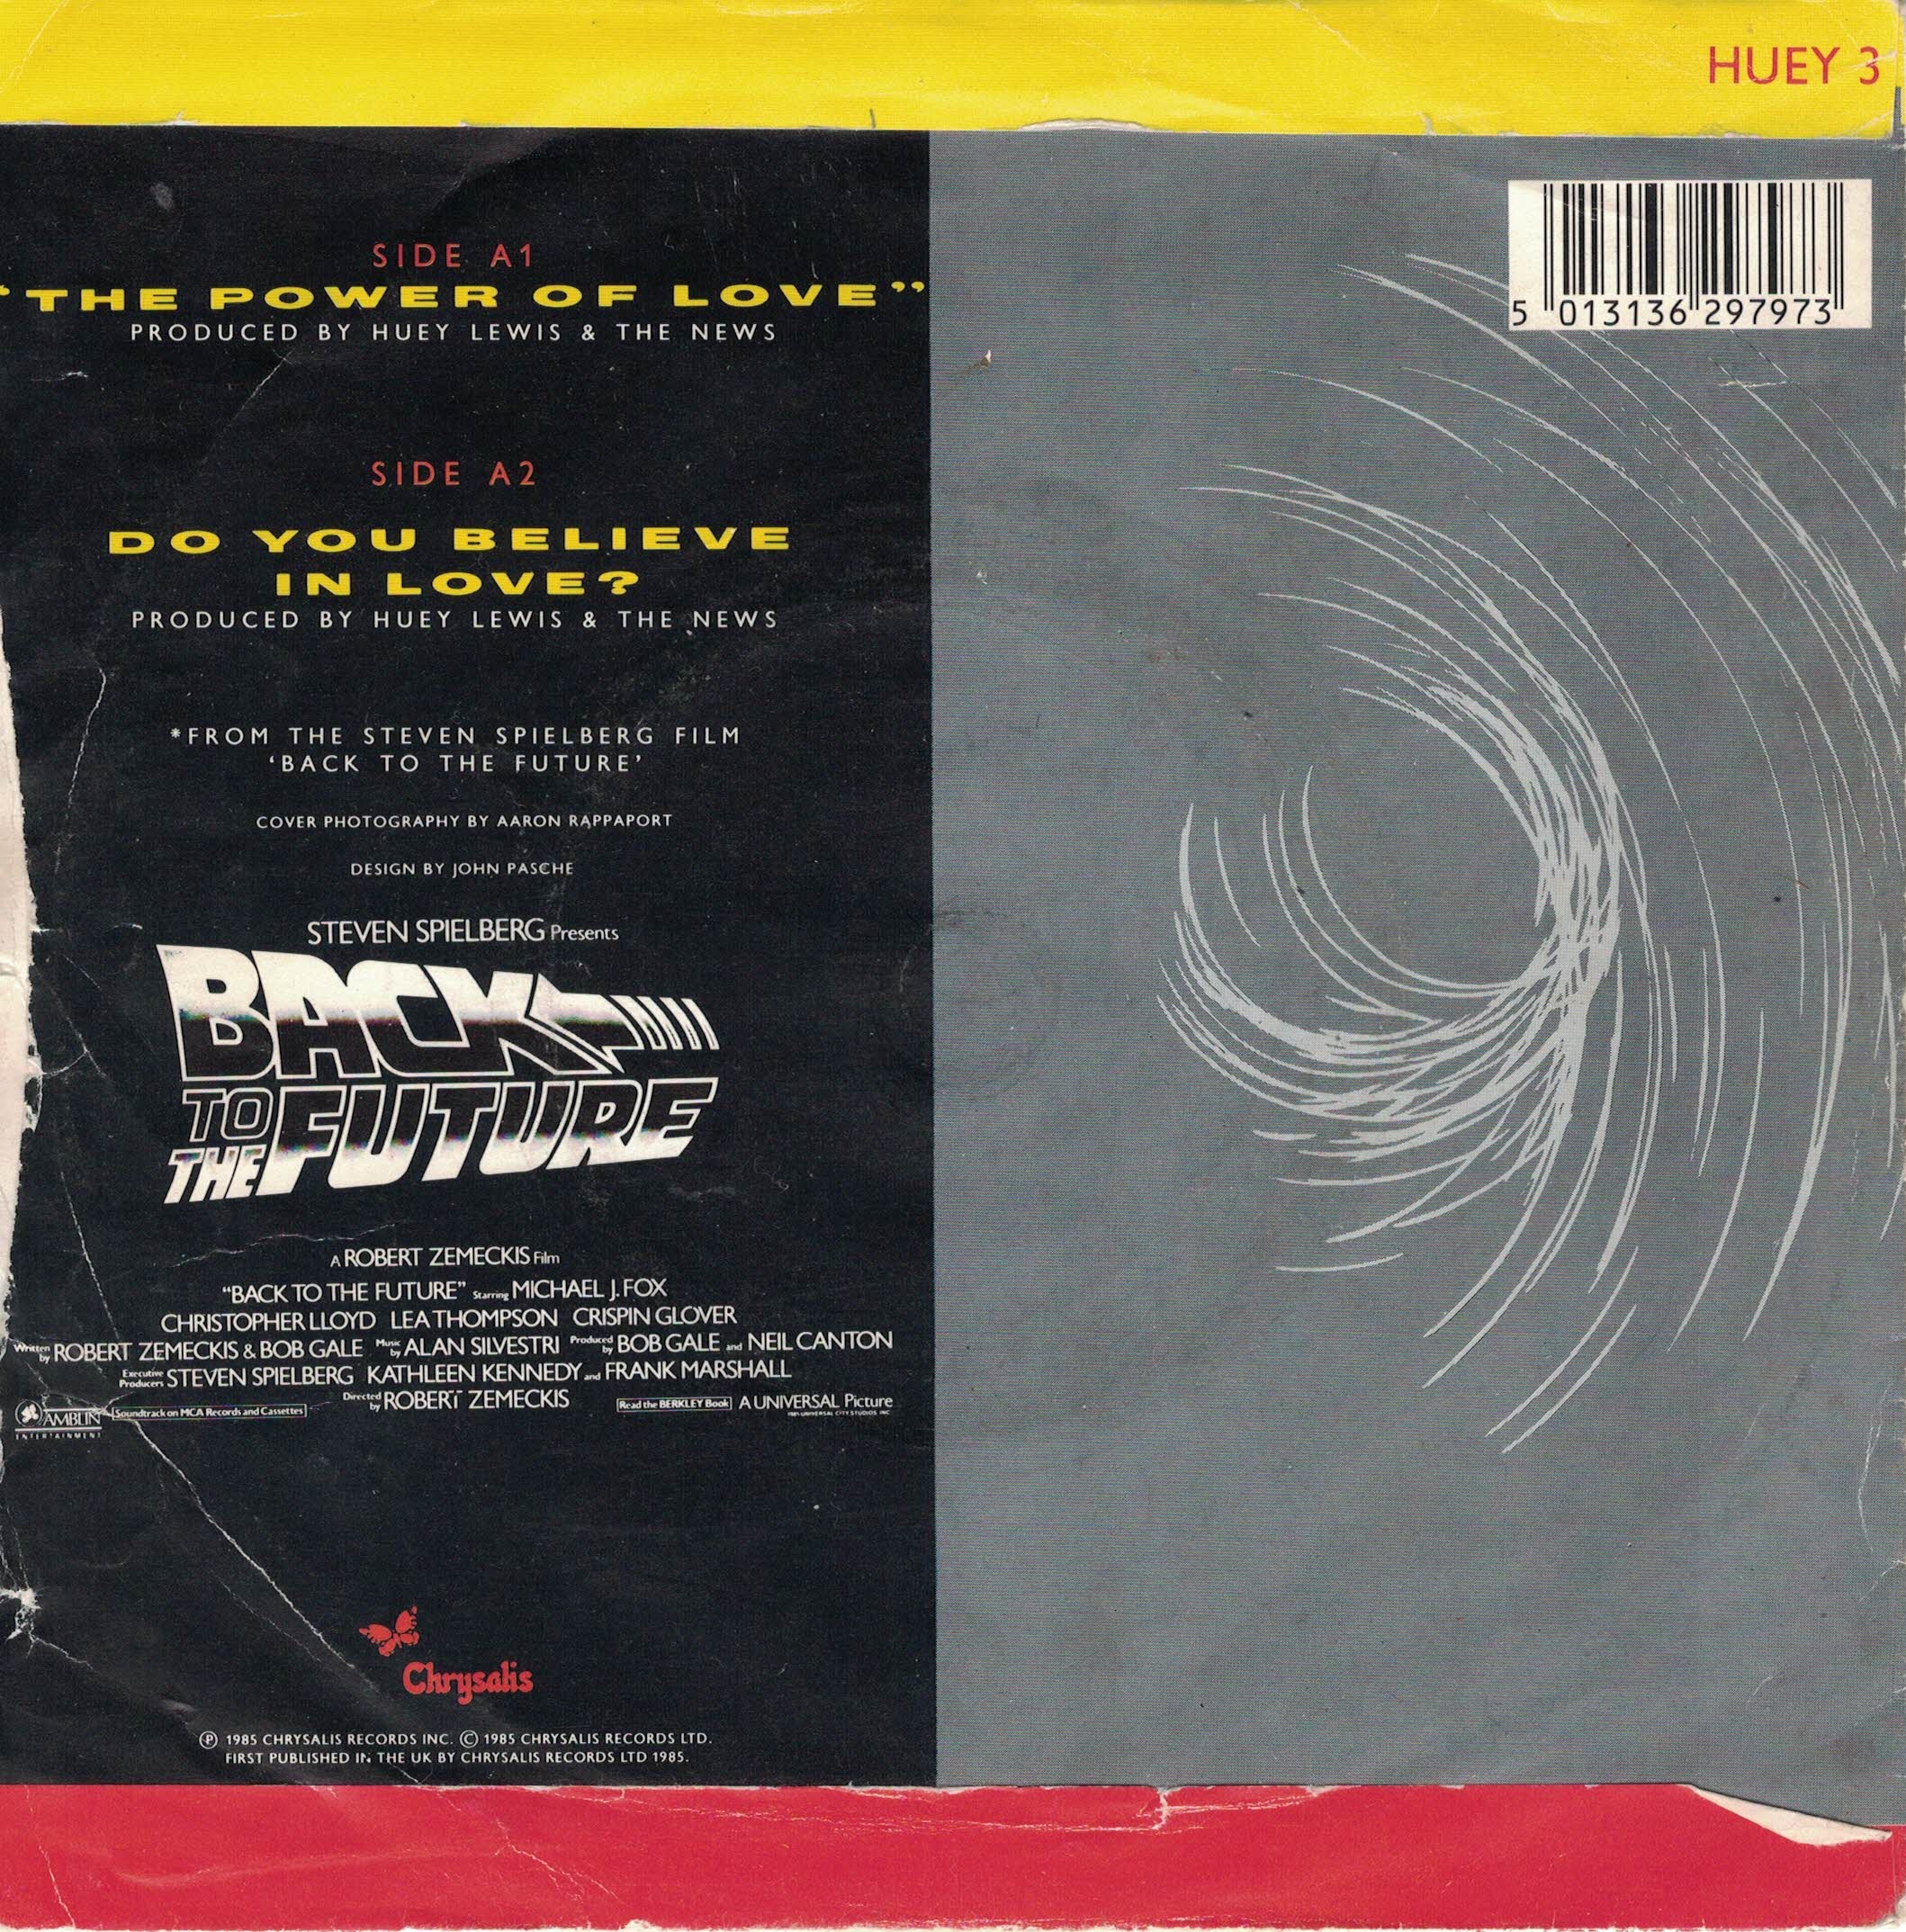 HUEY 3
5 013136 297973
SIDE A1
“THE POWER OF LOVE”
PRODUCED BY HUEY LEWIS & THE NEWS
SIDE A2
DO YOU BELIEVE
IN LOVE?
PRODUCED BY HUEY LEWIS & THE NEWS
*FROM THE STEVEN SPIELBERG FILM
‘BACK TO THE FUTURE’
COVER PHOTOGRAPHY BY AARON RAPPAPORT
DESIGN BY JOHN PASCHE
STEVEN SPIELBERG Presents
BACK
TO THE FUTURE
A ROBERT ZEMECKIS Film
“BACK TO THE FUTURE” Starring MICHAEL J. FOX
CHRISTOPHER LLOYD LEA THOMPSON CRISPIN GLOVER
Written by ROBERT ZEMECKIS & BOB GALE Music by ALAN SILVESTRI Produced by BOB GALE and NEIL CANTON
Executive Producers STEVEN SPIELBERG KATHLEEN KENNEDY and FRANK MARSHALL
Directed by ROBERT ZEMECKIS
AMBLIN ENTERTAINMENT
Soundtrack on MCA Records and Cassettes
Read the BERKLEY Book
A UNIVERSAL Picture
Chrysalis
℗ 1985 CHRYSALIS RECORDS INC. © 1985 CHRYSALIS RECORDS LTD.
FIRST PUBLISHED IN THE UK BY CHRYSALIS RECORDS LTD 1985.